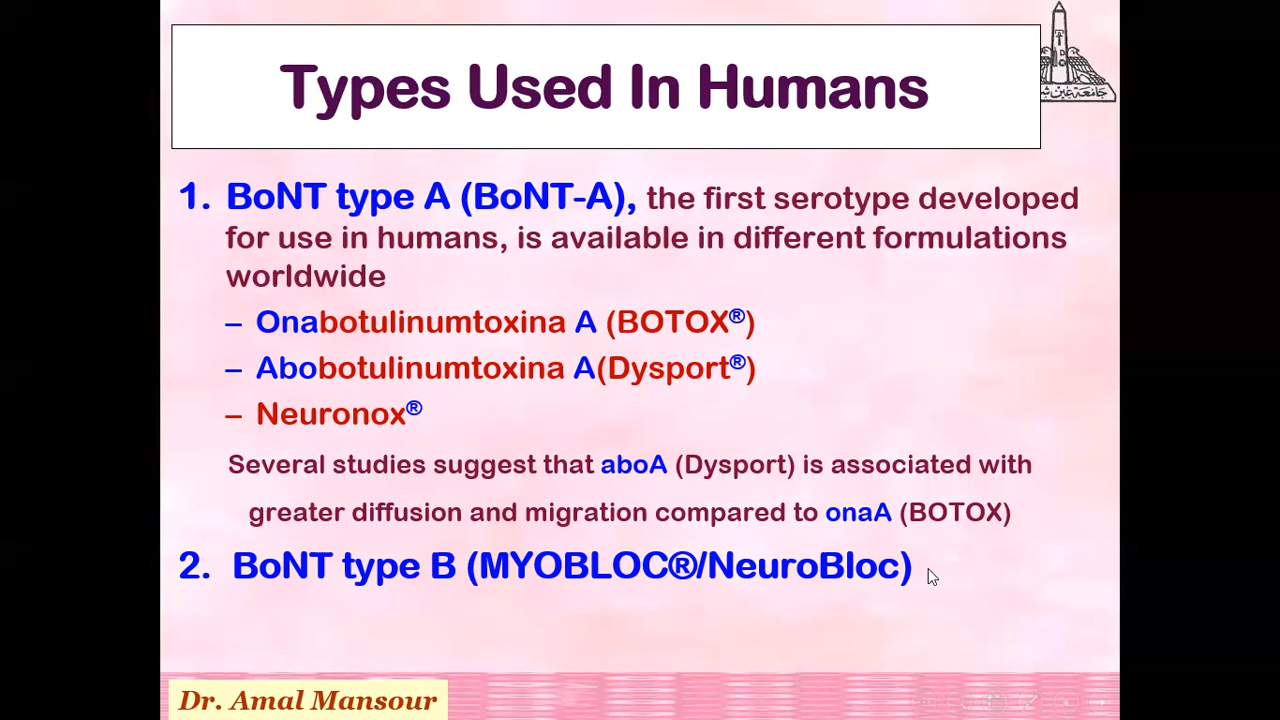 Types Used In Humans
جامعة عين ش
1. BoNT type A (BoNT-A), the first serotype developed
for use in humans, is available in different formulations
worldwide
– Onabotulinumtoxina A (BOTOX®)
– Abobotulinumtoxina A(Dysport®)
– Neuronox®
Several studies suggest that aboA (Dysport) is associated with
greater diffusion and migration compared to onaA (BOTOX)
2. BoNT type B (MYOBLOC®/NeuroBloc)
Dr. Amal Mansour